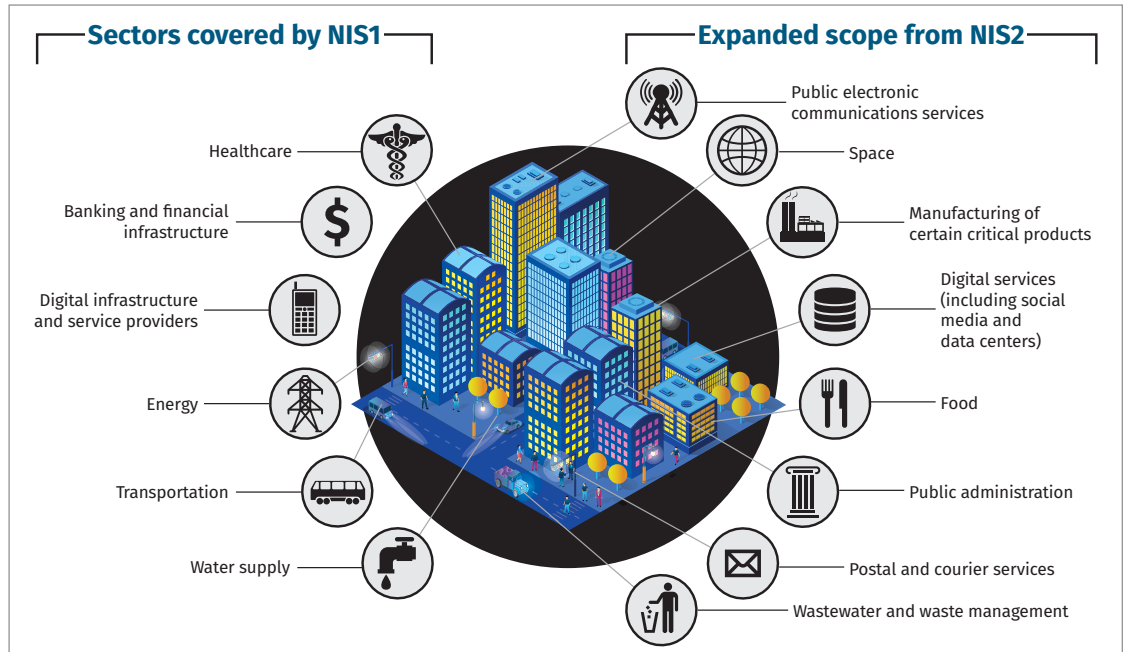 Sectors covered by NIS1
Healthcare
Banking and financial
infrastructure
Digital infrastructure
and service providers
Energy
Transportation
Water supply
Expanded scope from NIS2
Public electronic
communications services
Space
Manufacturing of
certain critical products
Digital services
(including social
media and
data centers)
Food
Public administration
Postal and courier services
Wastewater and waste management
$